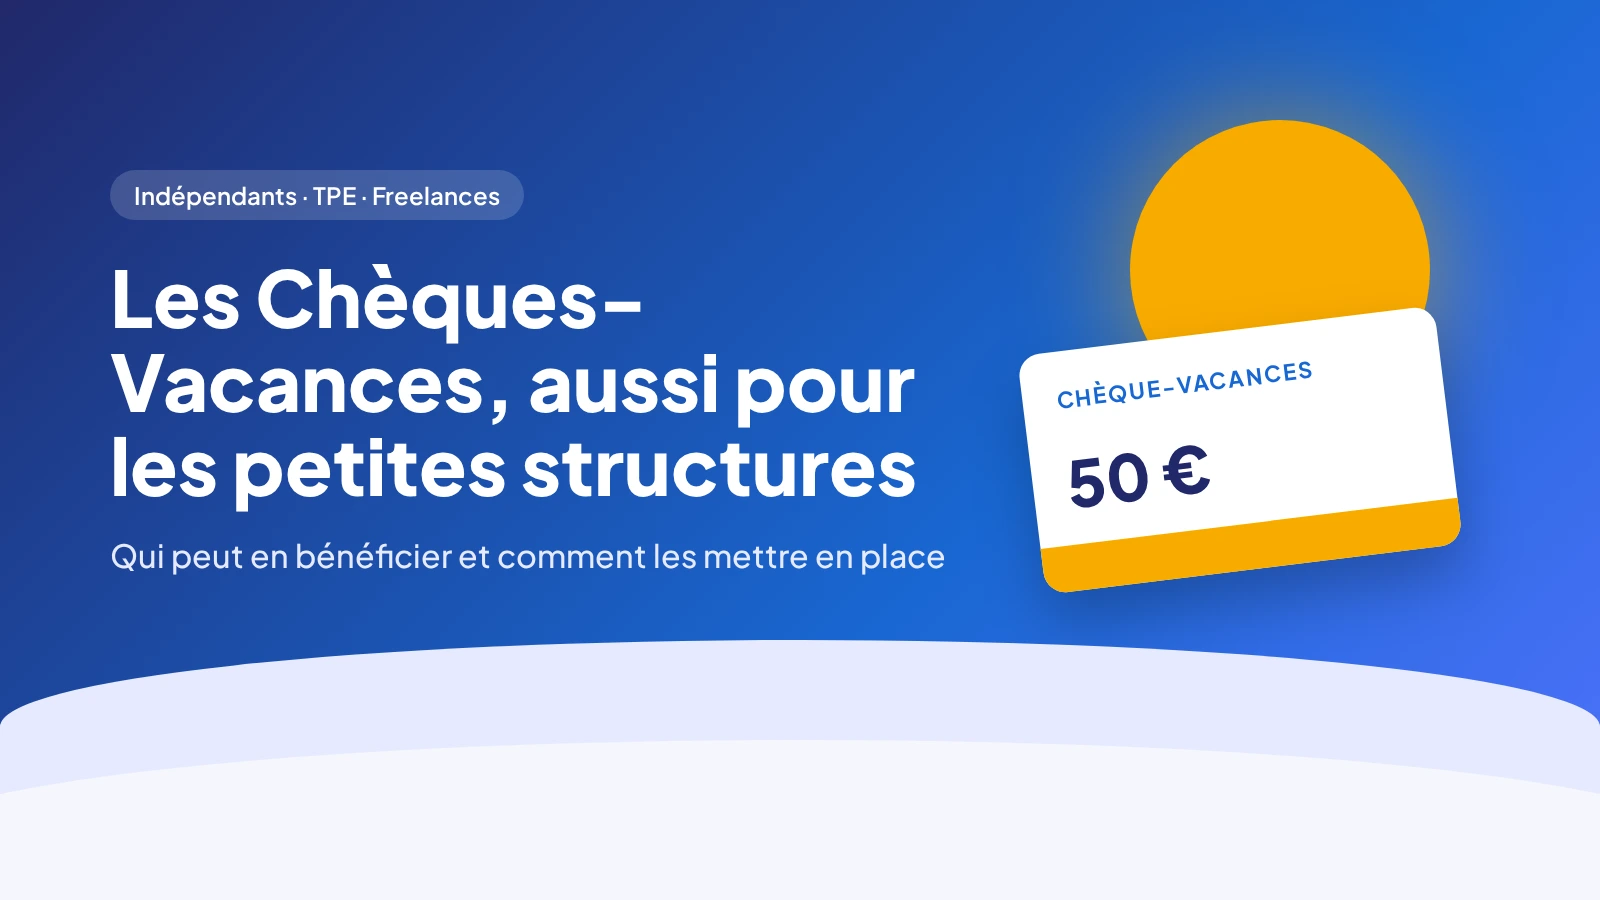 Indépendants · TPE · Freelances
Les Chèques-
Vacances, aussi pour
les petites structures
Qui peut en bénéficier et comment les mettre en place
CHÈQUE-VACANCES
50 €